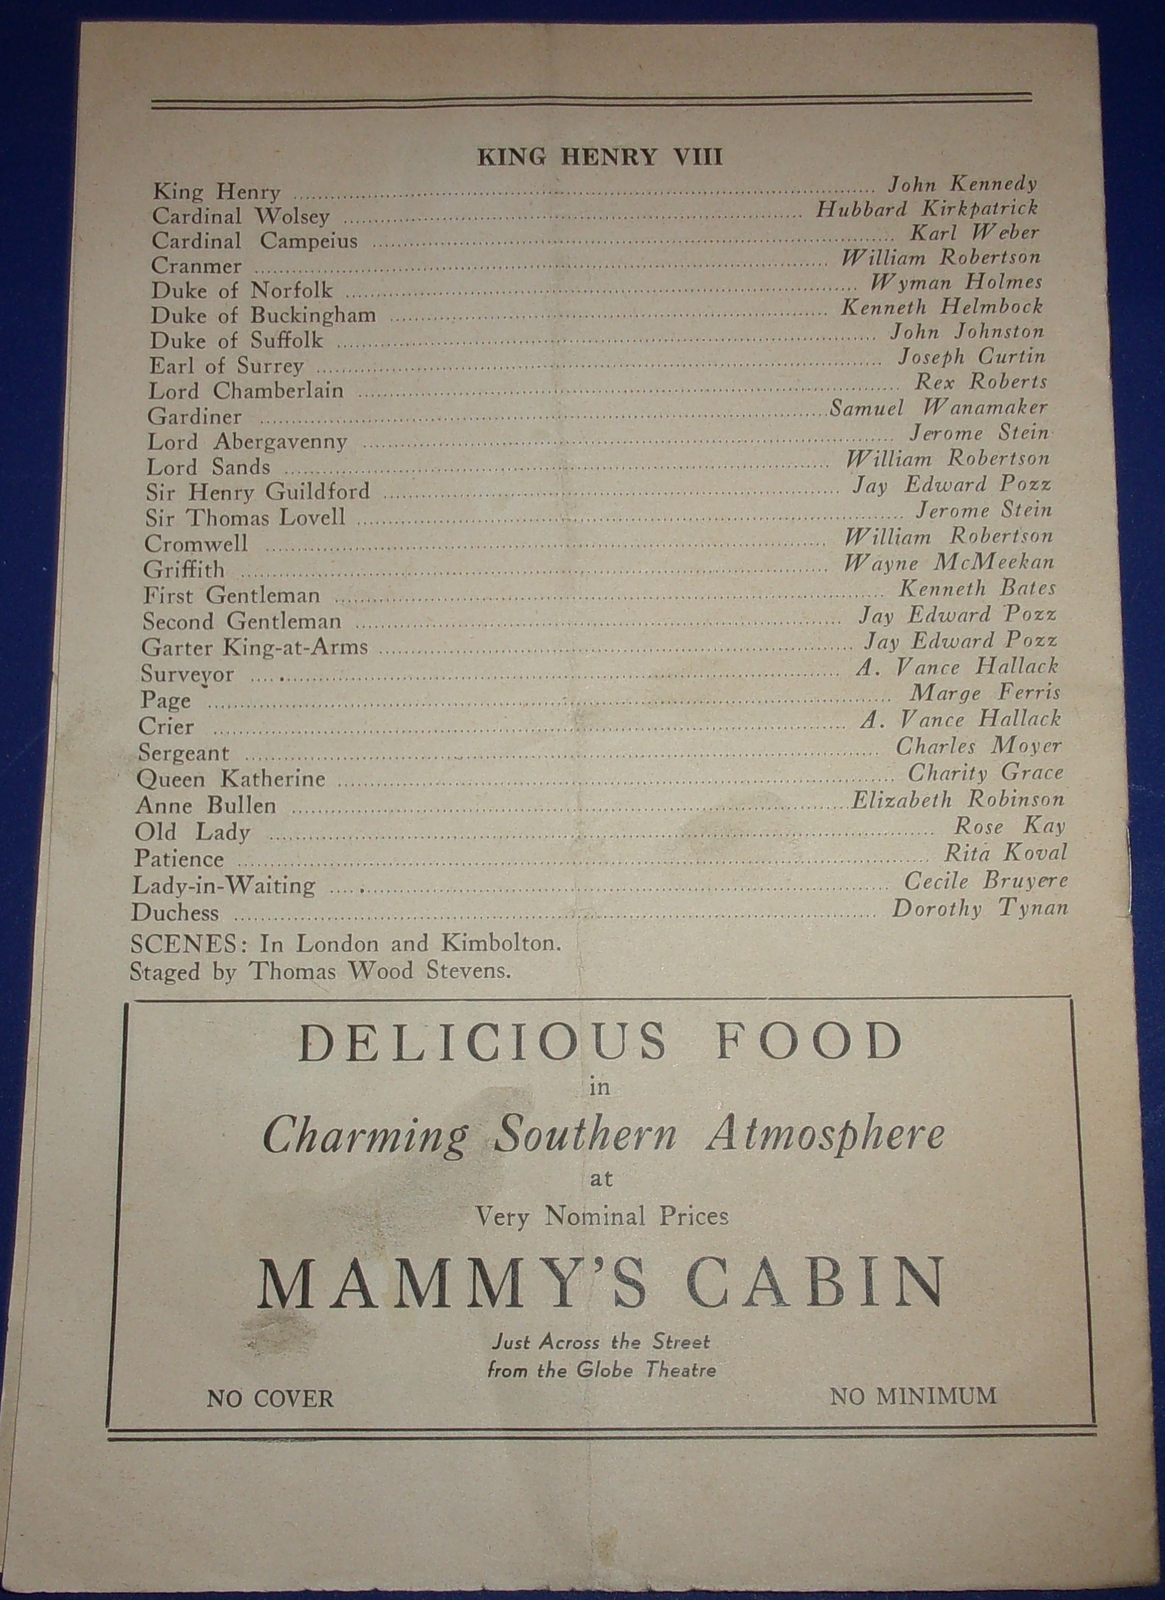 KING HENRY VIII
King Henry ........ John Kennedy
Cardinal Wolsey ........ Hubbard Kirkpatrick
Cardinal Campeius ........ Karl Weber
Cranmer ........ William Robertson
Duke of Norfolk ........ Wyman Holmes
Duke of Buckingham ........ Kenneth Helmbock
Duke of Suffolk ........ John Johnston
Earl of Surrey ........ Joseph Curtin
Lord Chamberlain ........ Rex Roberts
Gardiner ........ Samuel Wanamaker
Lord Abergavenny ........ Jerome Stein
Lord Sands ........ William Robertson
Sir Henry Guildford ........ Jay Edward Pozz
Sir Thomas Lovell ........ Jerome Stein
Cromwell ........ William Robertson
Griffith ........ Wayne McMeekan
First Gentleman ........ Kenneth Bates
Second Gentleman ........ Jay Edward Pozz
Garter King-at-Arms ........ Jay Edward Pozz
Surveyor ........ A. Vance Hallack
Page ........ Marge Ferris
Crier ........ A. Vance Hallack
Sergeant ........ Charles Moyer
Queen Katherine ........ Charity Grace
Anne Bullen ........ Elizabeth Robinson
Old Lady ........ Rose Kay
Patience ........ Rita Koval
Lady-in-Waiting ........ Cecile Bruyere
Duchess ........ Dorothy Tynan
SCENES: In London and Kimbolton.
Staged by Thomas Wood Stevens.
DELICIOUS FOOD
in
Charming Southern Atmosphere
at
Very Nominal Prices
MAMMY'S CABIN
Just Across the Street
from the Globe Theatre
NO COVER NO MINIMUM